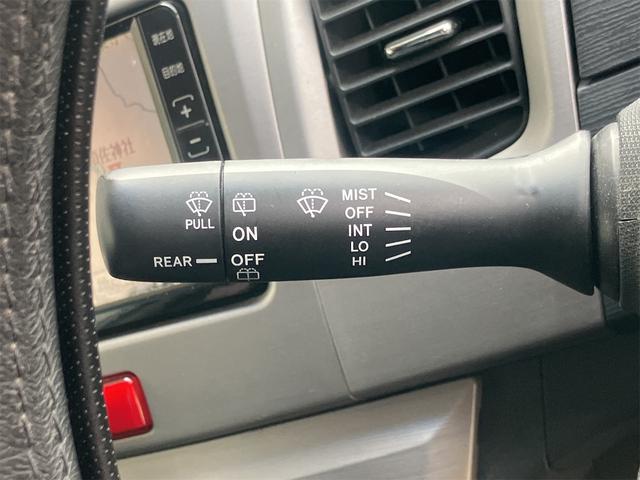 現在地
目的地
+
−
PULL
REAR
ON
OFF
MIST
OFF
INT
LO
HI